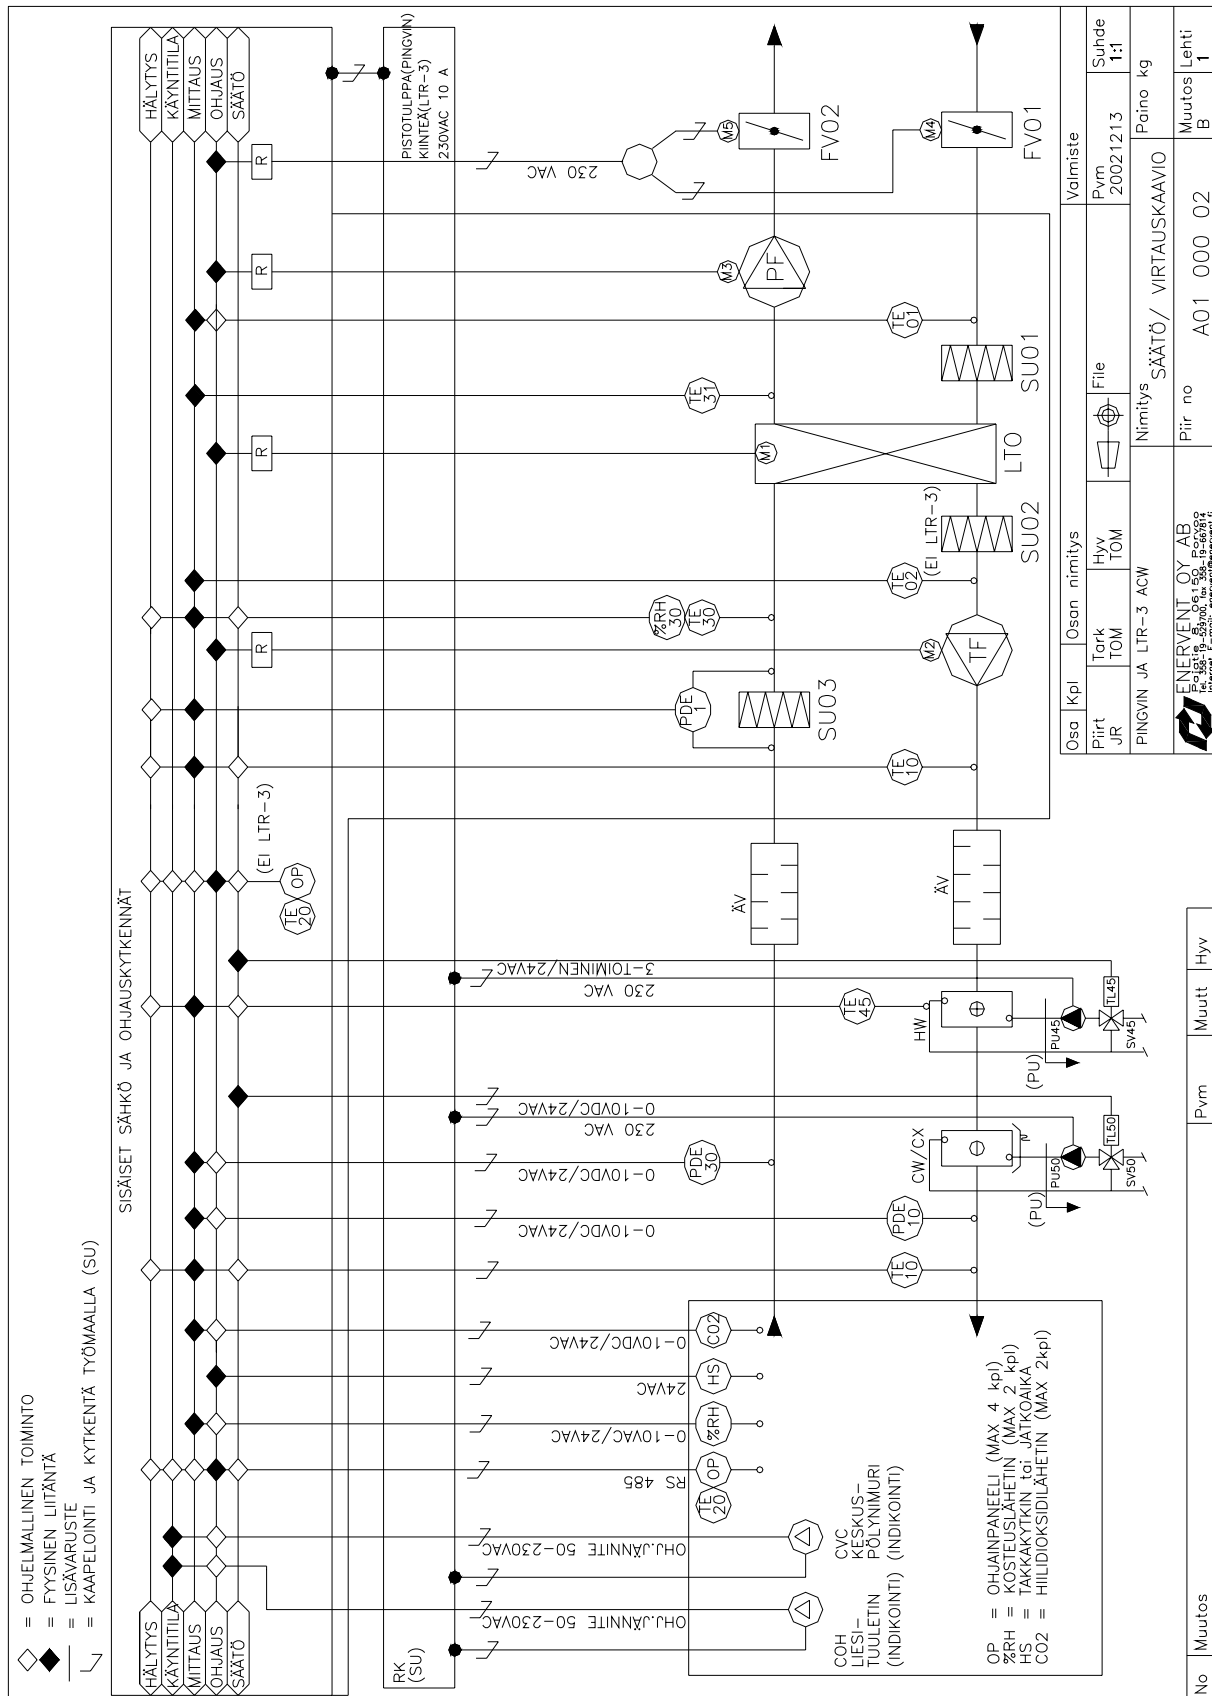 = OHJELMALLINEN TOIMINTO
= FYYSINEN LIITÄNTÄ
= LISÄVARUSTE
= KAAPELOINTI JA KYTKENTÄ TYÖMAALLA (SU)
SISÄISET SÄHKÖ JA OHJAUSKYTKENNÄT
HÄLYTYS
KÄYNTITILA
MITTAUS
OHJAUS
SÄÄTÖ
HÄLYTYS
KÄYNTITILA
MITTAUS
OHJAUS
SÄÄTÖ
R
R
R
R
TE 20
OP
(EI LTR-3)
RK
(SU)
PISTOTULPPA(PINGVIN)
KIINTEÄ(LTR-3)
230VAC 10 A
OHJ.JÄNNITE 50-230VAC
OHJ.JÄNNITE 50-230VAC
RS 485
0-10VAC/24VAC
24VAC
0-10VDC/24VAC
0-10VDC/24VAC
0-10VDC/24VAC
230 VAC
0-10VDC/24VAC
230 VAC
3-TOIMINEN/24VAC
230 VAC
TE 20
OP
%RH
HS
CO2
PDE 30
PDE 1
%RH 30
TE 30
TE 31
M3
PF
M5
FV02
SU03
ÄV
M1
LTO
TE 10
PDE 10
TE 45
TE 10
M2
TF
TE 02
(EI LTR-3)
SU02
TE 01
SU01
M4
FV01
ÄV
CW/CX
HW
(PU)
PU50
TL50
SV50
(PU)
PU45
TL45
SV45
COH
LIESI-
TUULETIN
(INDIKOINTI)
CVC
KESKUS-
PÖLYNIMURI
(INDIKOINTI)
OP = OHJAINPANEELI (MAX 4 kpl)
%RH = KOSTEUSLÄHETIN (MAX 2 kpl)
HS = TAKKAKYTKIN tai JATKOAIKA
CO2 = HIILIDIOKSIDILÄHETIN (MAX 2kpl)
No Muutos Pvm Muutt Hyv
Osa Kpl Osan nimitys Valmiste
Piirt JR
Tark TOM
Hyv TOM
File
Pvm 20021213
Suhde 1:1
PINGVIN JA LTR-3 ACW
Nimitys
SÄÄTÖ/ VIRTAUSKAAVIO
Paino kg
ENERVENT OY AB
Piir no
A01 000 02
Muutos B
Lehti 1